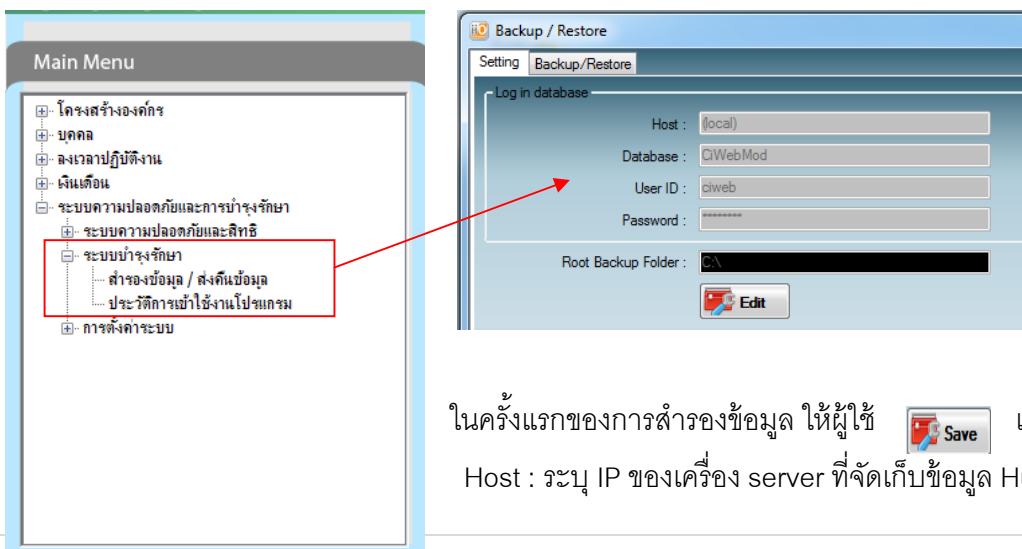 Main Menu
โครงสร้างองค์กร
บุคคล
ลงเวลาปฏิบัติงาน
เงินเดือน
ระบบความปลอดภัยและการบำรุงรักษา
ระบบความปลอดภัยและสิทธิ
ระบบบำรุงรักษา
สำรองข้อมูล / ส่งคืนข้อมูล
ประวัติการเข้าใช้งานโปรแกรม
การตั้งค่าระบบ
Backup / Restore
Setting Backup/Restore
Log in database
Host : (local)
Database : CiWebMod
User ID : ciweb
Password : ********
Root Backup Folder : C:\
Edit
ในครั้งแรกของการสำรองข้อมูล ให้ผู้ใช้ Save
Host : ระบุ IP ของเครื่อง server ที่จัดเก็บข้อมูล